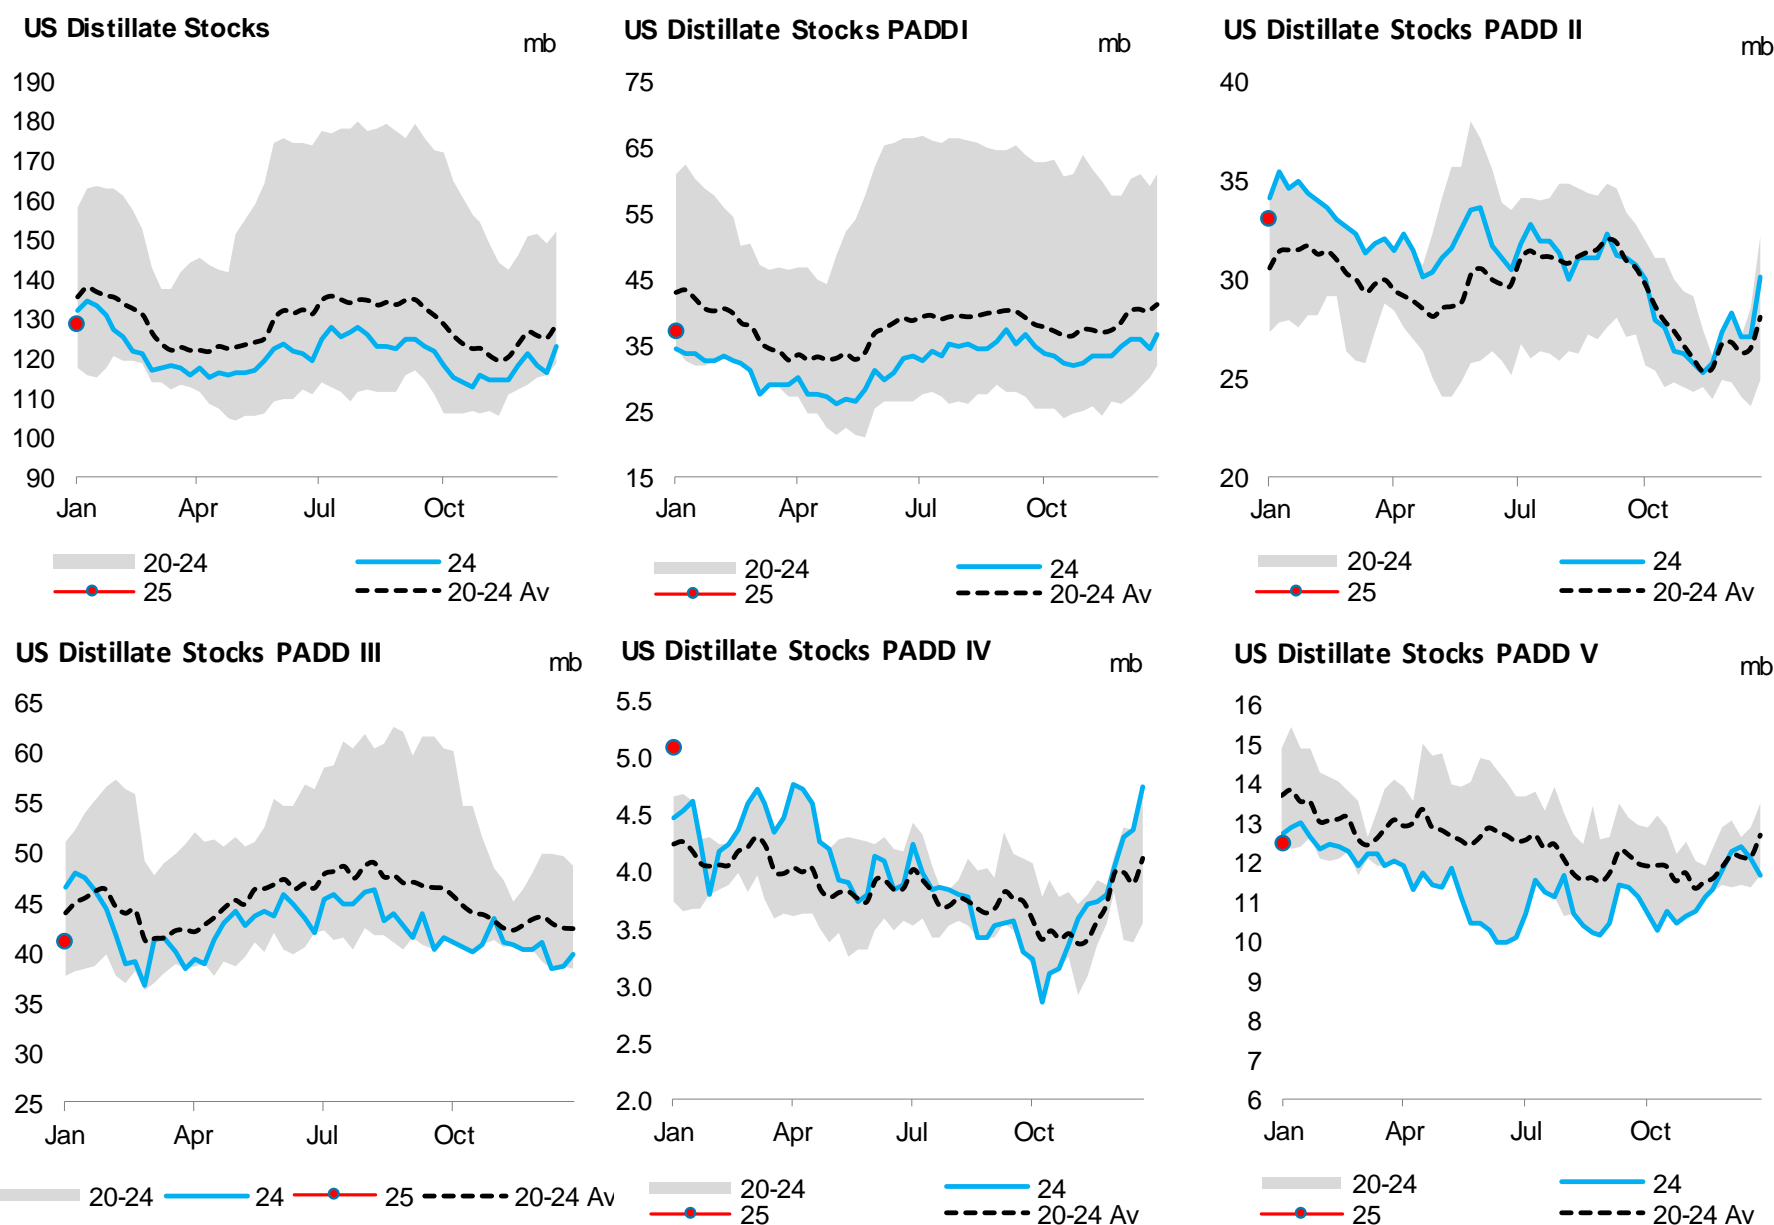 US Distillate Stocks
mb
190
180
170
160
150
140
130
120
110
100
90
Jan Apr Jul Oct
20-24 24
25 20-24 Av
US Distillate Stocks PADDI
mb
75
65
55
45
35
25
15
Jan Apr Jul Oct
20-24 24
25 20-24 Av
US Distillate Stocks PADD II
mb
40
35
30
25
20
Jan Apr Jul Oct
20-24 24
25 20-24 Av
US Distillate Stocks PADD III
mb
65
60
55
50
45
40
35
30
25
Jan Apr Jul Oct
20-24 24 25 20-24 Av
US Distillate Stocks PADD IV
mb
5.5
5.0
4.5
4.0
3.5
3.0
2.5
2.0
Jan Apr Jul Oct
20-24 24
25 20-24 Av
US Distillate Stocks PADD V
mb
16
15
14
13
12
11
10
9
8
7
6
Jan Apr Jul Oct
20-24 24
25 20-24 Av